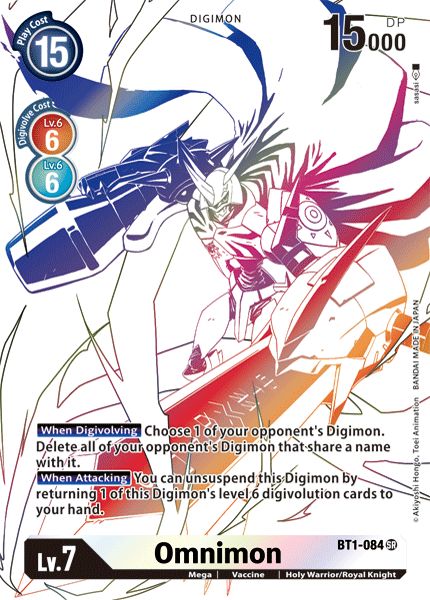 Play Cost
15
DIGIMON
DP
15000
Digivolve Cost
Lv.6
6
Lv.6
6
sasasi
©Akiyoshi Hongo, Toei Animation BANDAI MADE IN JAPAN
When Digivolving Choose 1 of your opponent's Digimon.
Delete all of your opponent's Digimon that share a name
with it.
When Attacking You can unsuspend this Digimon by
returning 1 of this Digimon's level 6 digivolution cards to
your hand.
BT1-084 SR
Lv.7
Omnimon
Mega | Vaccine | Holy Warrior/Royal Knight